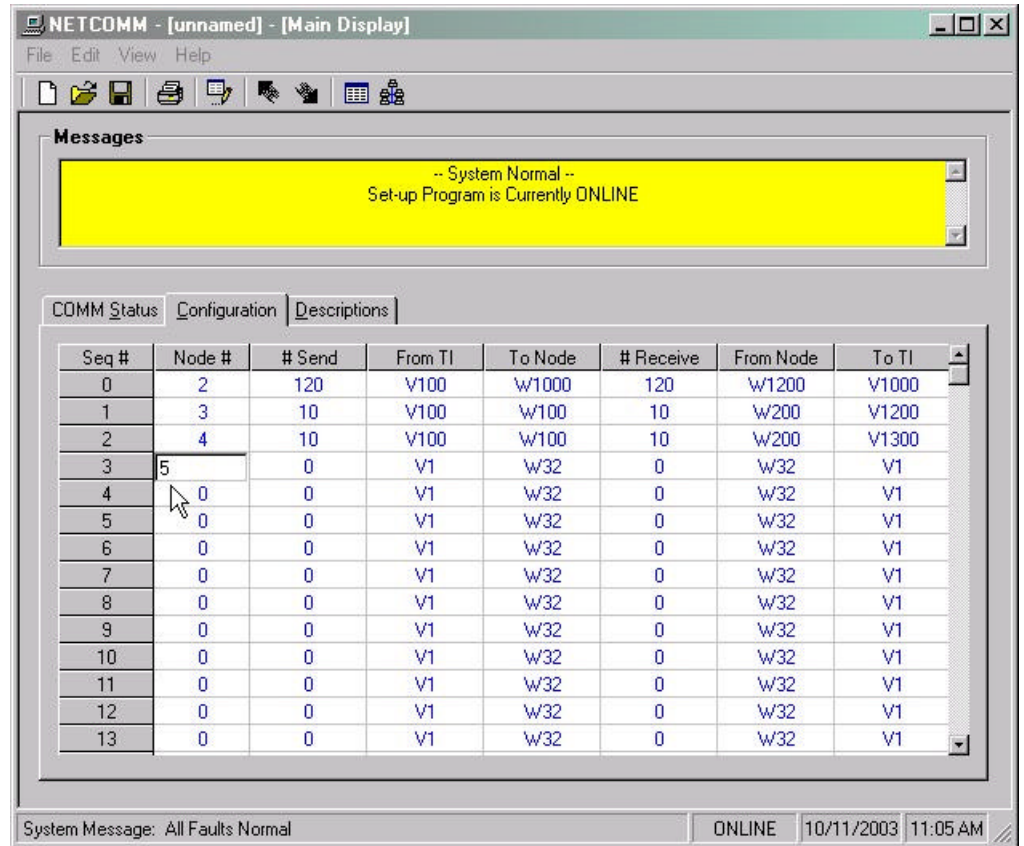 NETCOMM - [unnamed] - [Main Display]
File Edit View Help
Messages
-- System Normal --
Set-up Program is Currently ONLINE
COMM Status Configuration Descriptions
Seq # Node # # Send From TI To Node # Receive From Node To TI
0 2 120 V100 W1000 120 W1200 V1000
1 3 10 V100 W100 10 W200 V1200
2 4 10 V100 W100 10 W200 V1300
3 5 0 V1 W32 0 W32 V1
4 0 0 V1 W32 0 W32 V1
5 0 0 V1 W32 0 W32 V1
6 0 0 V1 W32 0 W32 V1
7 0 0 V1 W32 0 W32 V1
8 0 0 V1 W32 0 W32 V1
9 0 0 V1 W32 0 W32 V1
10 0 0 V1 W32 0 W32 V1
11 0 0 V1 W32 0 W32 V1
12 0 0 V1 W32 0 W32 V1
13 0 0 V1 W32 0 W32 V1
System Message: All Faults Normal ONLINE 10/11/2003 11:05 AM